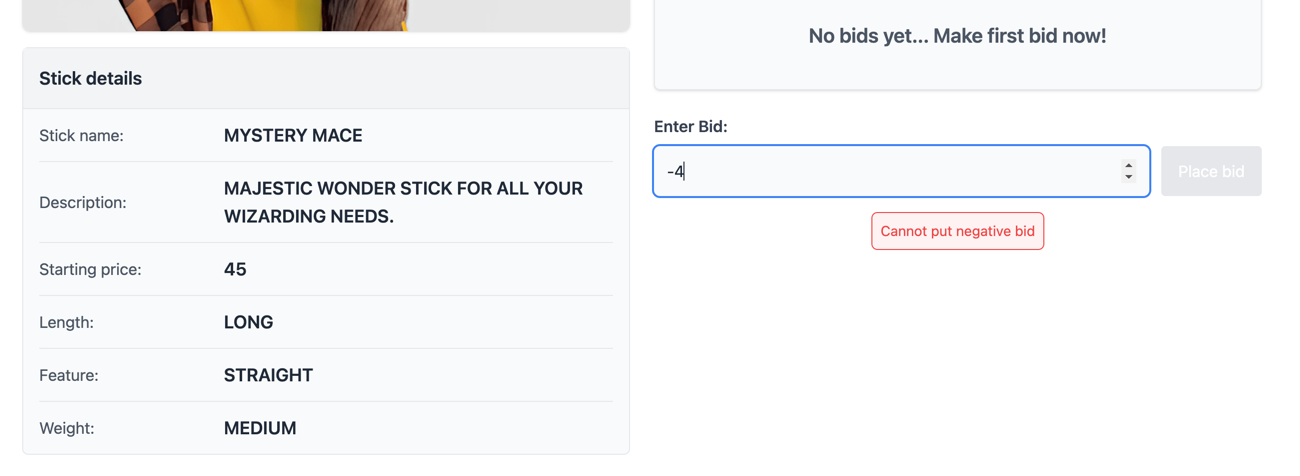 Stick details
Stick name: MYSTERY MACE
Description: MAJESTIC WONDER STICK FOR ALL YOUR
WIZARDING NEEDS.
Starting price: 45
Length: LONG
Feature: STRAIGHT
Weight: MEDIUM
No bids yet... Make first bid now!
Enter Bid:
-4
Place bid
Cannot put negative bid